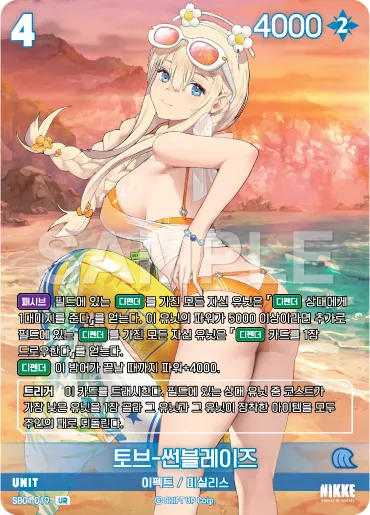 4
4000 2
SAMPLE
패시브 필드에 있는 디펜더 를 가진 모든 자신 유닛은 「디펜더 상대에게
1대미지를 준다」를 얻는다. 이 유닛의 파워가 5000 이상이라면 추가로
필드에 있는 디펜더 를 가진 모든 자신 유닛은 「디펜더 카드를 1장
드로우한다」를 얻는다.
디펜더 이 방어가 끝날 때까지 파워+4000.
트리거 이 카드를 트래시한다. 필드에 있는 상대 유닛 중 코스트가
가장 낮은 유닛을 1장 골라 그 유닛과 그 유닛이 장착한 아이템을 모두
주인의 패로 되돌린다.
토브-썬블레이즈
UNIT
이펙트 / 미실리스
NIKKE
SB04-019 UR
© SHIFT UP Corp.